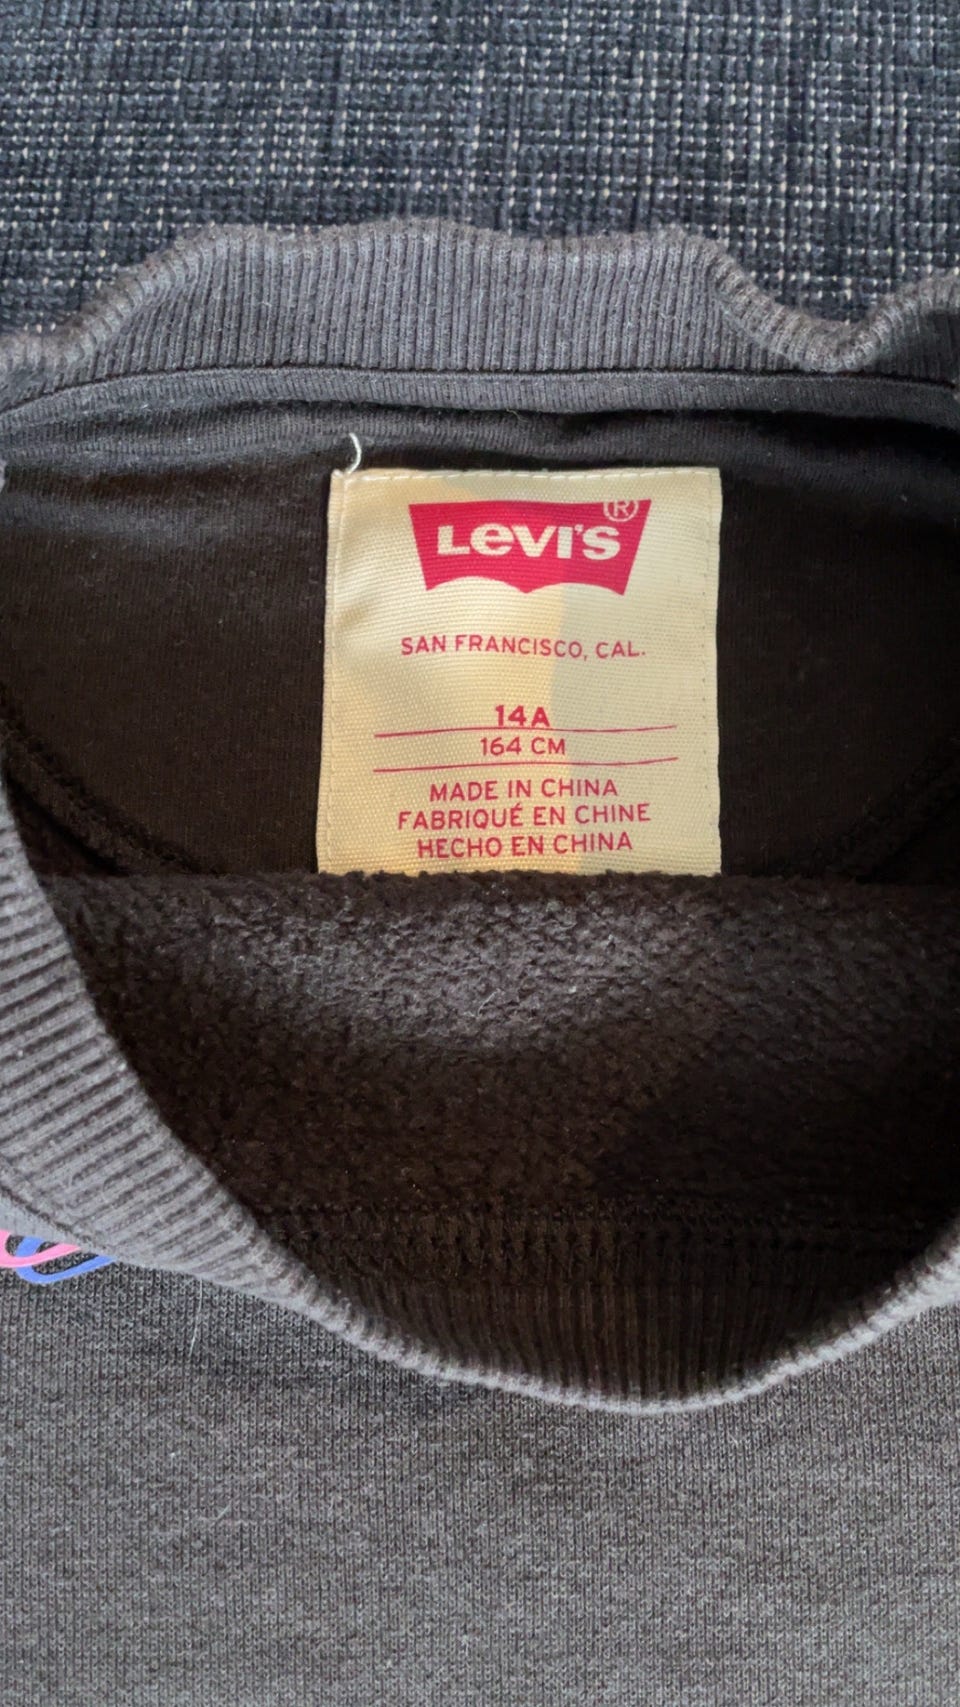 LEVI'S ®
SAN FRANCISCO, CAL.
14A
164 CM
MADE IN CHINA
FABRIQUÉ EN CHINE
HECHO EN CHINA